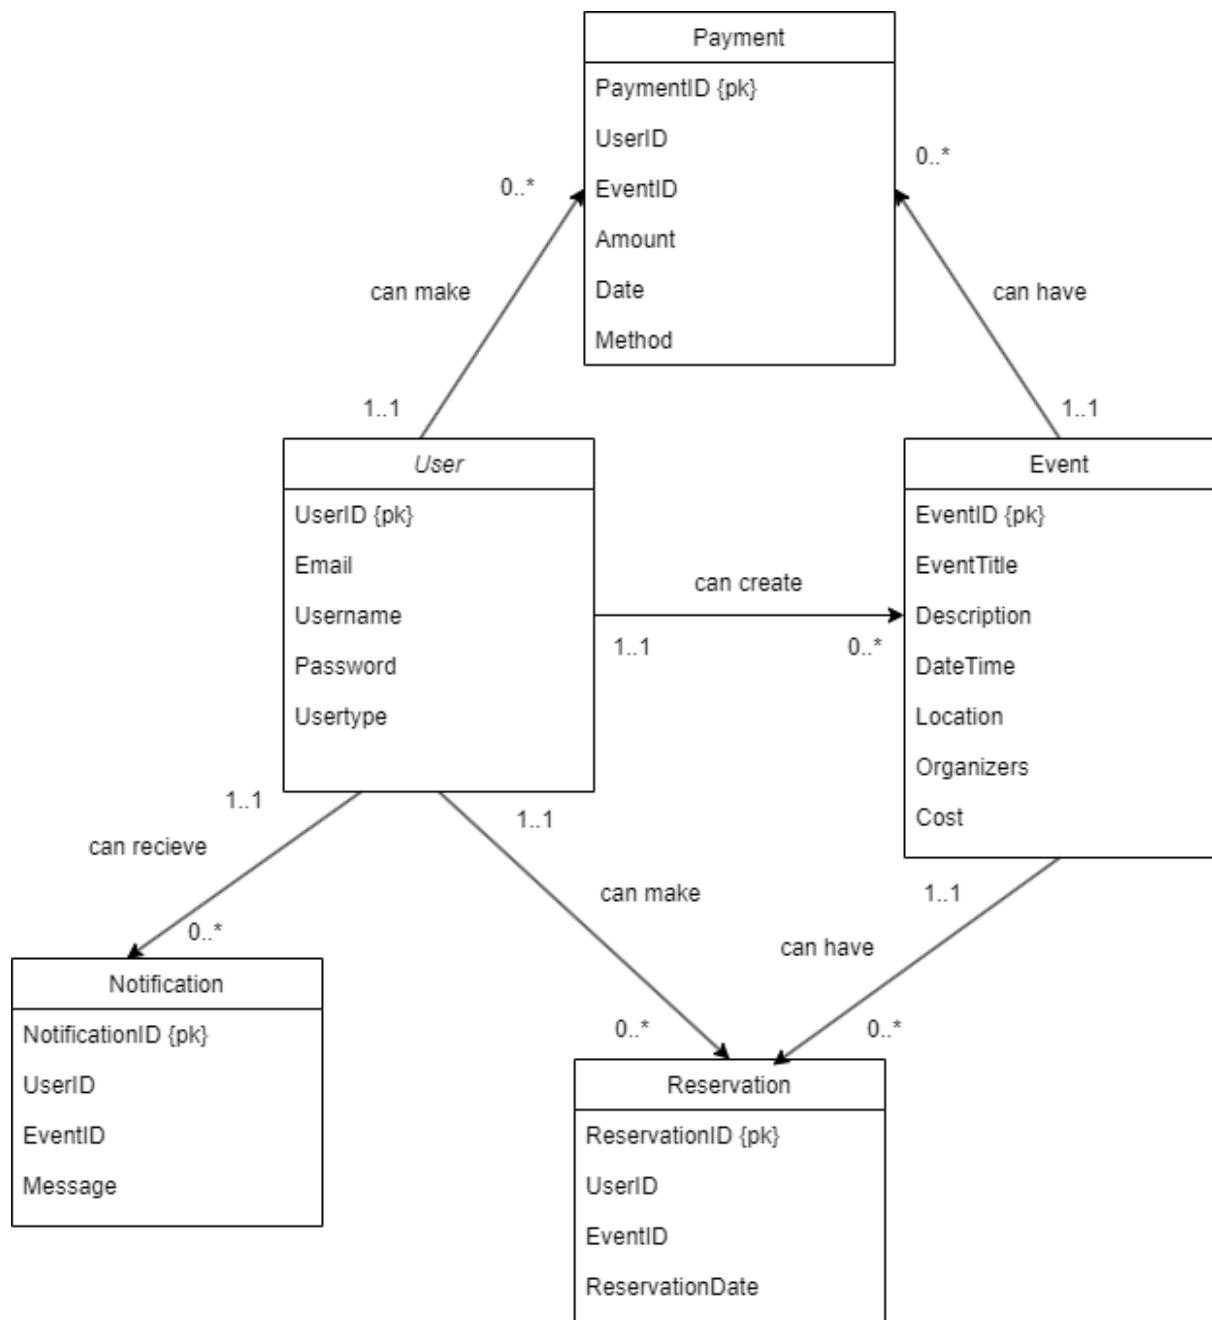 Payment
PaymentID {pk}
UserID
EventID
Amount
Date
Method
0..*
0..*
can make
can have
1..1
1..1
User
UserID {pk}
Email
Username
Password
Usertype
can create
1..1
0..*
Event
EventID {pk}
EventTitle
Description
DateTime
Location
Organizers
Cost
1..1
can recieve
0..*
1..1
can make
0..*
1..1
can have
0..*
Notification
NotificationID {pk}
UserID
EventID
Message
Reservation
ReservationID {pk}
UserID
EventID
ReservationDate